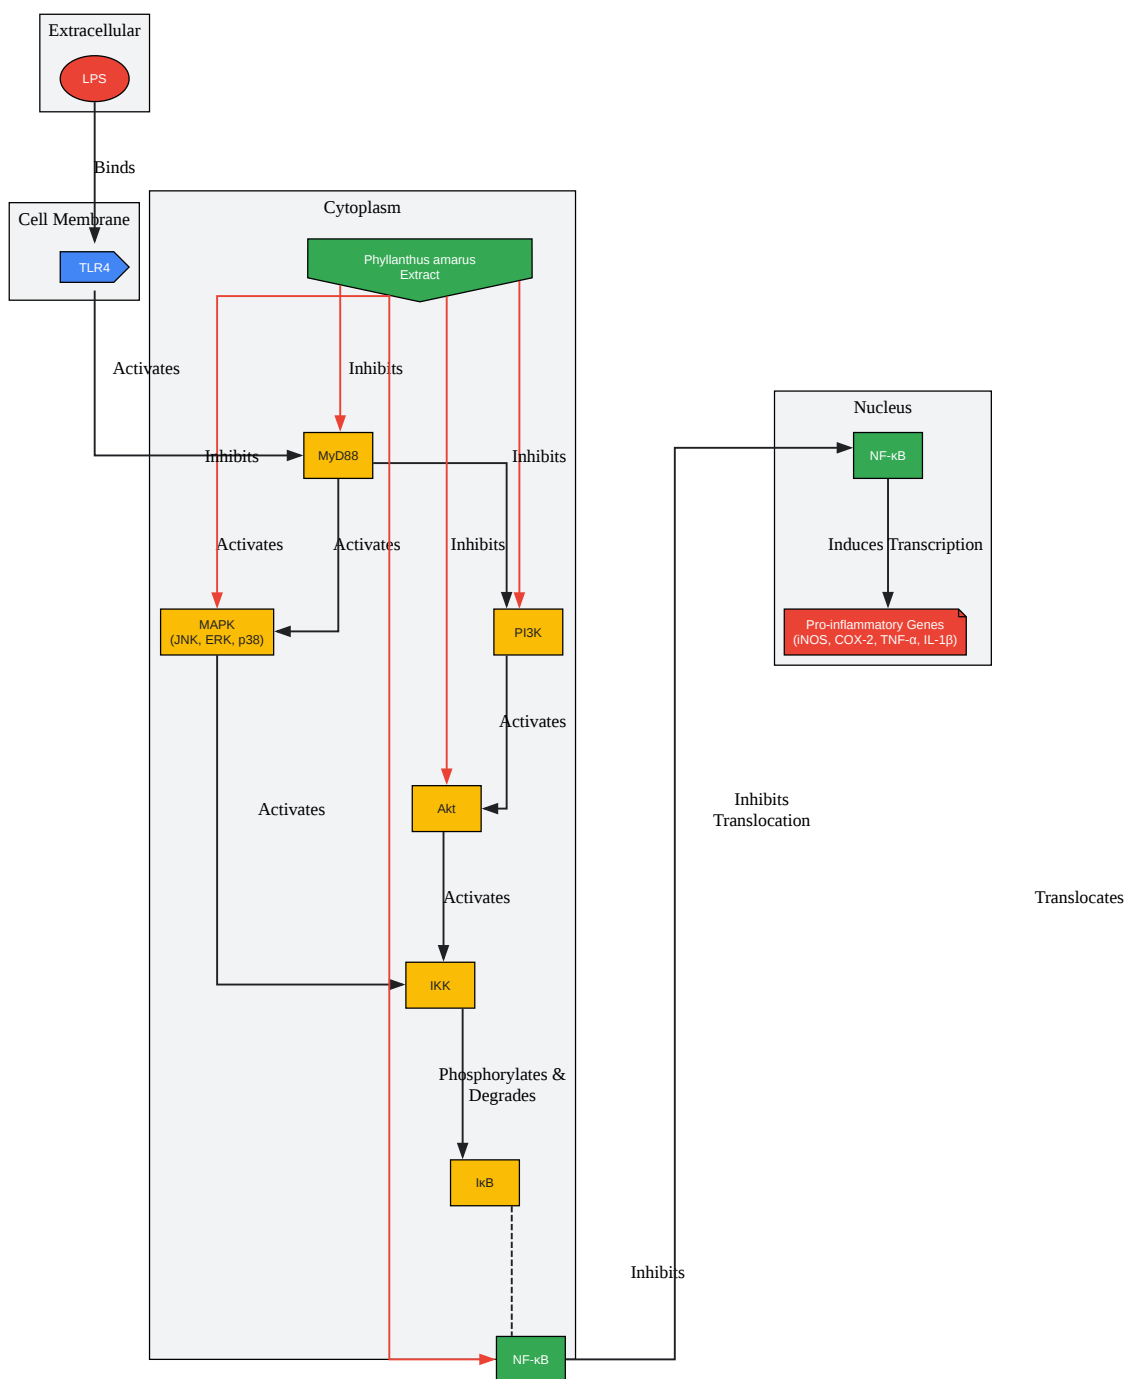 Extracellular
LPS
Binds
Cell Membrane
TLR4
Cytoplasm
Phyllanthus amarus
Extract
Activates
Inhibits
Nucleus
Inhibits
MyD88
Inhibits
NF-κB
Activates
Activates
Inhibits
Induces Transcription
MAPK
(JNK, ERK, p38)
PI3K
Pro-inflammatory Genes
(iNOS, COX-2, TNF-α, IL-1β)
Activates
Activates
Akt
Inhibits
Translocation
Activates
Translocates
IKK
Phosphorylates &
Degrades
IκB
Inhibits
NF-κB